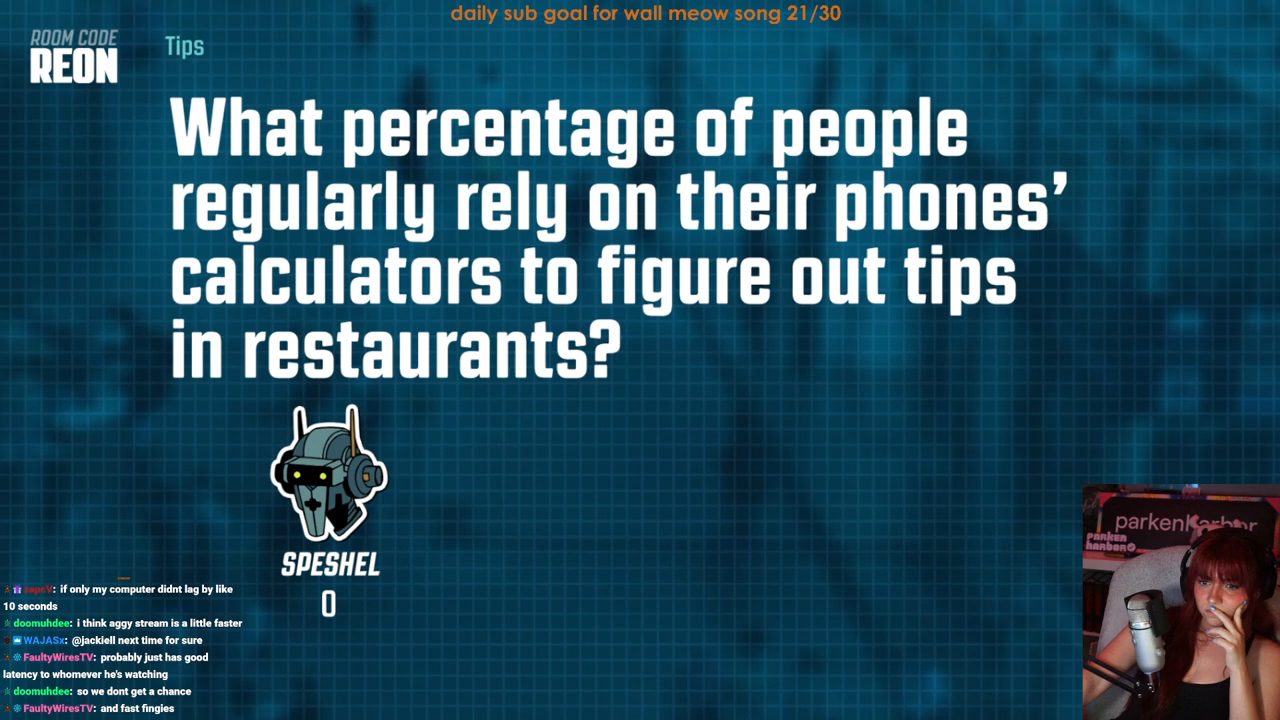 daily sub goal for wall meow song 21/30
ROOM CODE
REON
Tips
What percentage of people
regularly rely on their phones’
calculators to figure out tips
in restaurants?
SPESHEL
0
: if only my computer didnt lag by like
10 seconds
doomuhdee: i think aggy stream is a little faster
WAJASx: @jackiell next time for sure
FaultyWiresTV: probably just has good
latency to whomever he's watching
doomuhdee: so we dont get a chance
FaultyWiresTV: and fast fingies
PARKEN
HARBOR